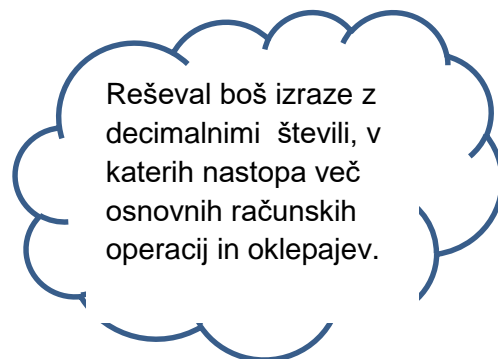 Reševal boš izraze z
decimalnimi števili, v
katerih nastopa več
osnovnih računskih
operacij in oklepajev.